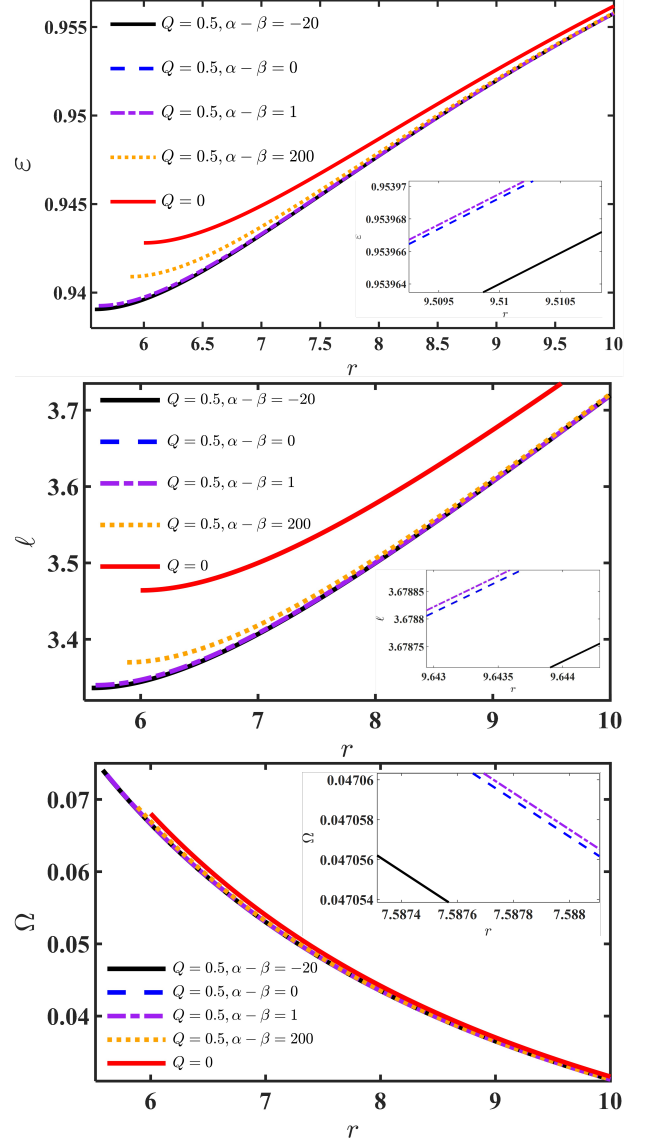 0.955
0.95
0.945
0.94
ε
Q = 0.5, α − β = −20
Q = 0.5, α − β = 0
Q = 0.5, α − β = 1
Q = 0.5, α − β = 200
Q = 0
0.95397
0.953968
0.953966
0.953964
ε
9.5095 9.51 9.5105
r
6 6.5 7 7.5 8 8.5 9 9.5 10
r
3.7
3.6
3.5
3.4
ℓ
Q = 0.5, α − β = −20
Q = 0.5, α − β = 0
Q = 0.5, α − β = 1
Q = 0.5, α − β = 200
Q = 0
3.67885
3.6788
3.67875
ℓ
9.643 9.6435 9.644
r
6 7 8 9 10
r
0.07
0.06
0.05
0.04
Ω
0.04706
0.047058
0.047056
0.047054
Ω
7.5874 7.5876 7.5878 7.588
r
Q = 0.5, α − β = −20
Q = 0.5, α − β = 0
Q = 0.5, α − β = 1
Q = 0.5, α − β = 200
Q = 0
6 7 8 9 10
r